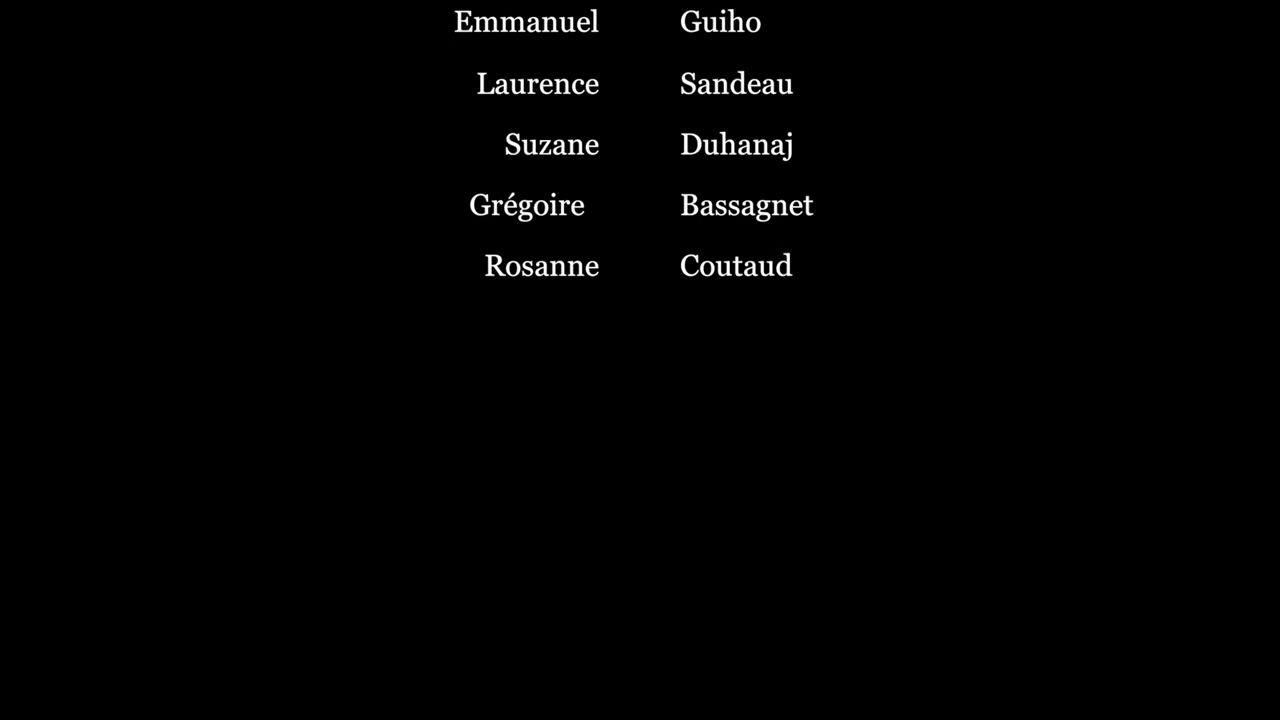 Emmanuel Guiho
Laurence Sandeau
Suzane Duhanaj
Grégoire Bassagnet
Rosanne Coutaud